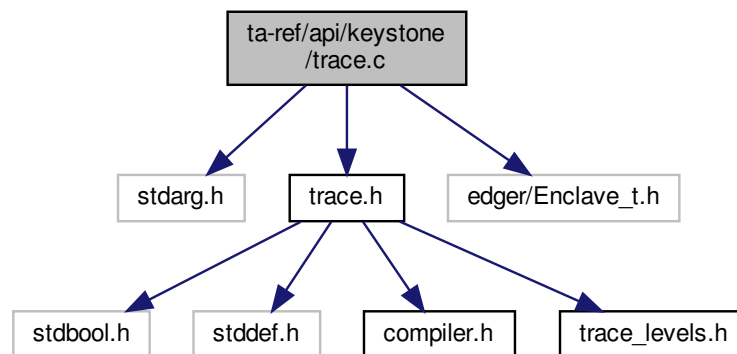 ta-ref/api/keystone
/trace.c
stdarg.h
trace.h
edger/Enclave_t.h
stdbool.h
stddef.h
compiler.h
trace_levels.h